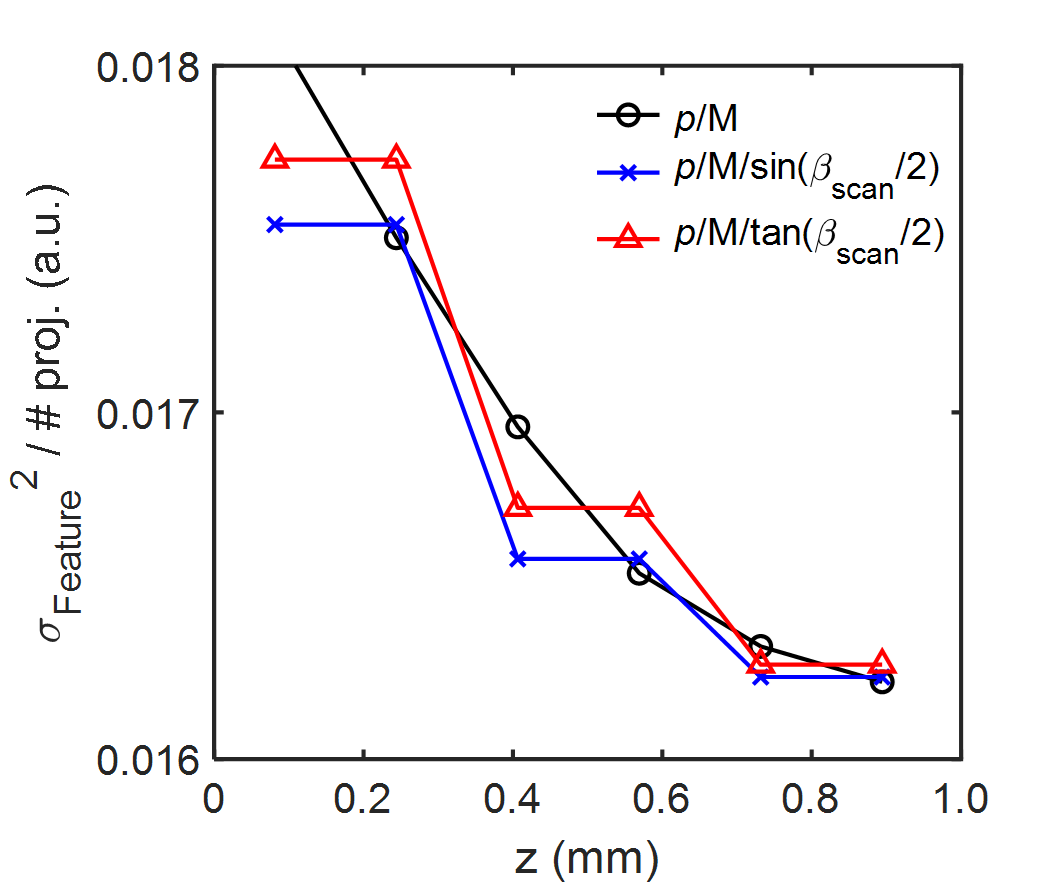 0.018
0.017
0.016
σFeature² / # proj. (a.u.)
p/M
p/M/sin(βscan/2)
p/M/tan(βscan/2)
0 0.2 0.4 0.6 0.8 1.0
z (mm)